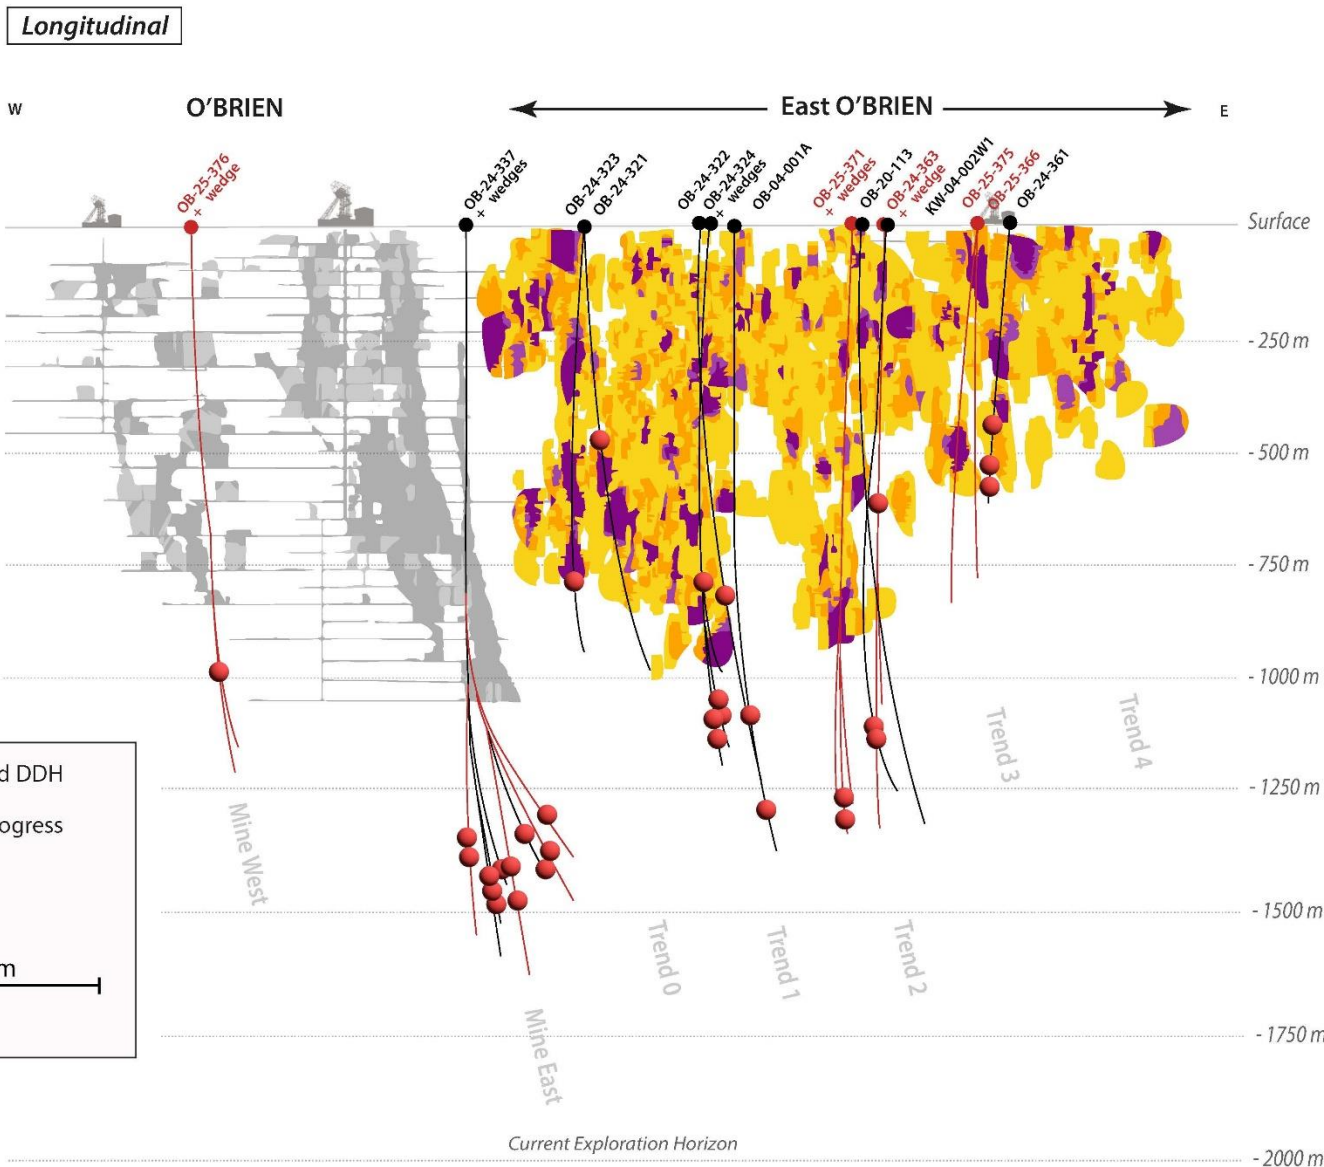 Longitudinal
W
O'BRIEN
East O'BRIEN
E
OB-25-376
+ wedge
OB-24-337
+ wedges
OB-24-323
OB-24-321
OB-24-322
OB-24-324
+ wedges
OB-04-001A
OB-25-371
+ wedges
OB-20-113
OB-24-363
+ wedge
KW-04-002W1
OB-25-375
OB-25-366
OB-24-361
Surface
- 250 m
- 500 m
- 750 m
- 1000 m
- 1250 m
- 1500 m
- 1750 m
- 2000 m
d DDH
ogress
m
Mine West
Mine East
Trend 0
Trend 1
Trend 2
Trend 3
Trend 4
Current Exploration Horizon